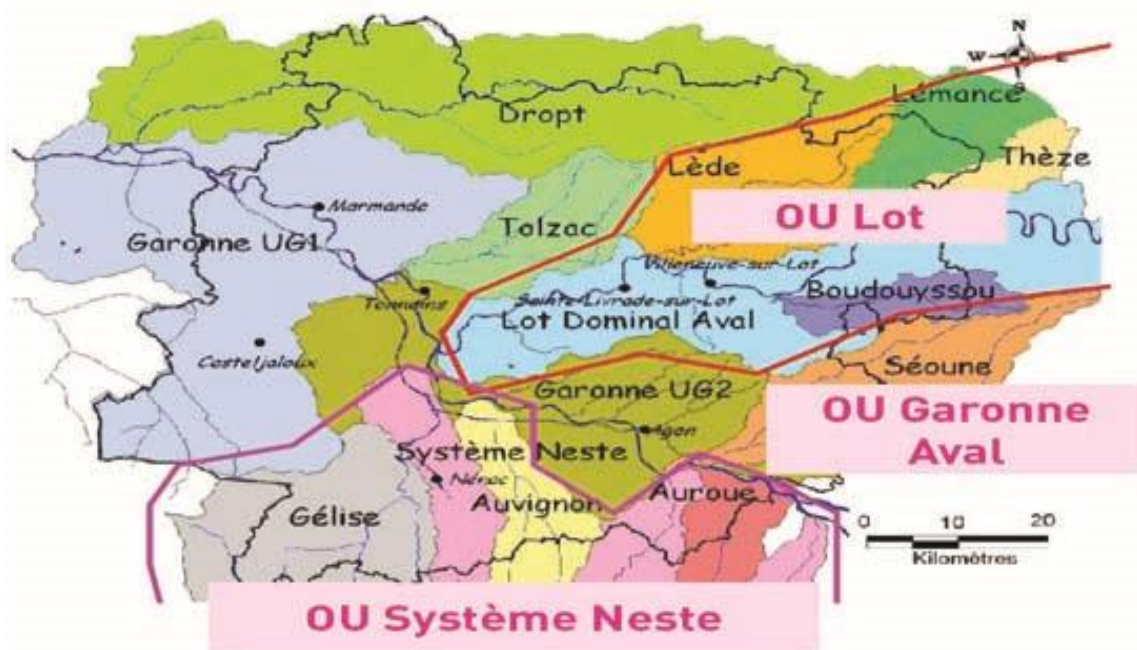 N
W E
S
Lémance
Dropt
Thèze
Lède
Marmande
OU Lot
Tolzac
Garonne UG1
Villeneuve-sur-Lot
Tonneins
Sainte-Livrade-sur-Lot
Boudouyssou
Lot Dominal Aval
Casteljaloux
Séoune
Garonne UG2
OU Garonne
Aval
Agen
Système Neste
Nérac
Auvignon
Auroue
Gélise
0 10 20
Kilomètres
OU Système Neste